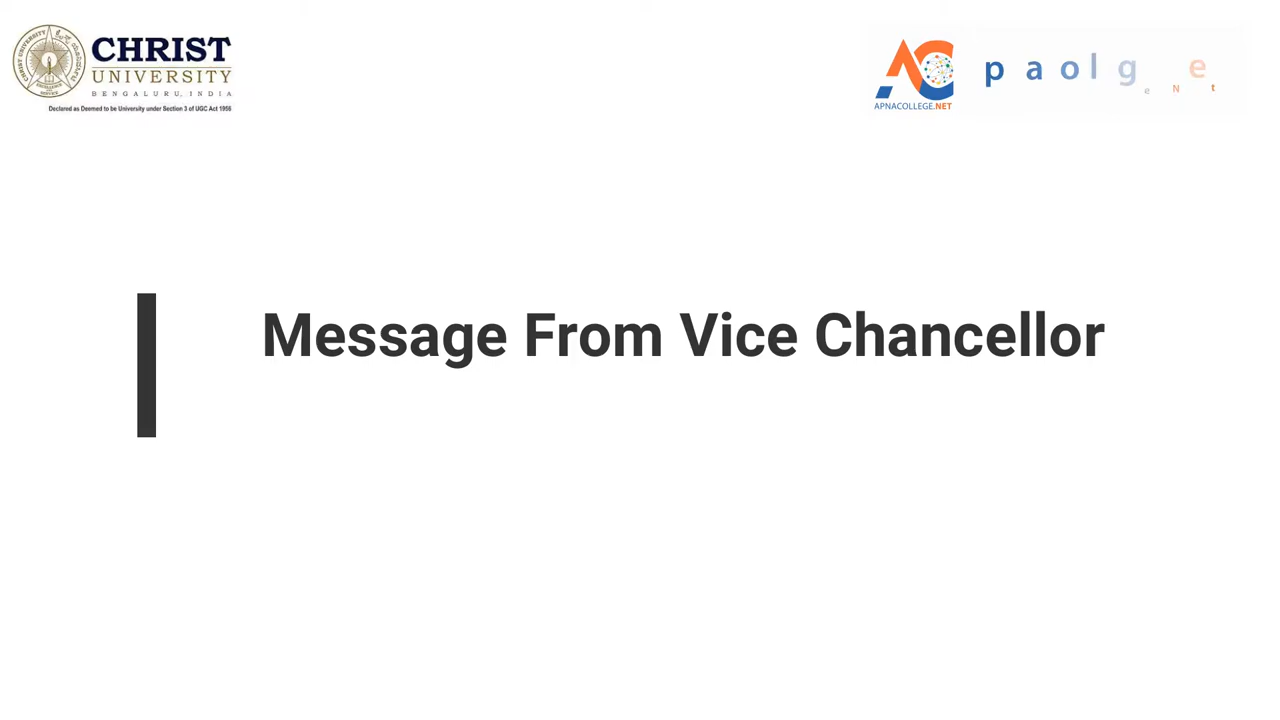 CHRIST
UNIVERSITY
BENGALURU, INDIA
Declared as Deemed to be University under Section 3 of UGC Act 1956
APNACOLLEGE.NET
p a o l g e
e N t
Message From Vice Chancellor